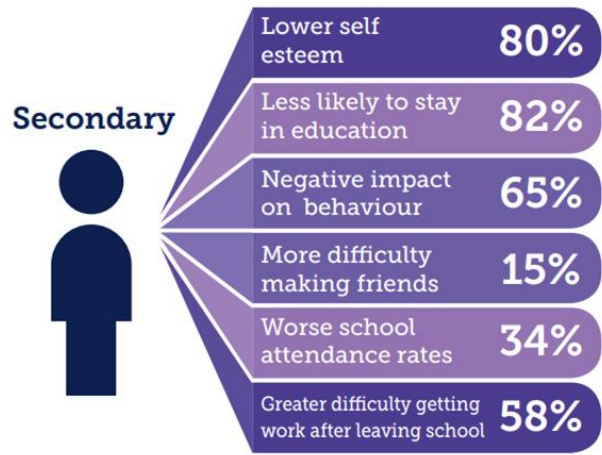 Secondary
Lower self
esteem
80%
Less likely to stay
in education
82%
Negative impact
on behaviour
65%
More difficulty
making friends
15%
Worse school
attendance rates
34%
Greater difficulty getting
work after leaving school
58%